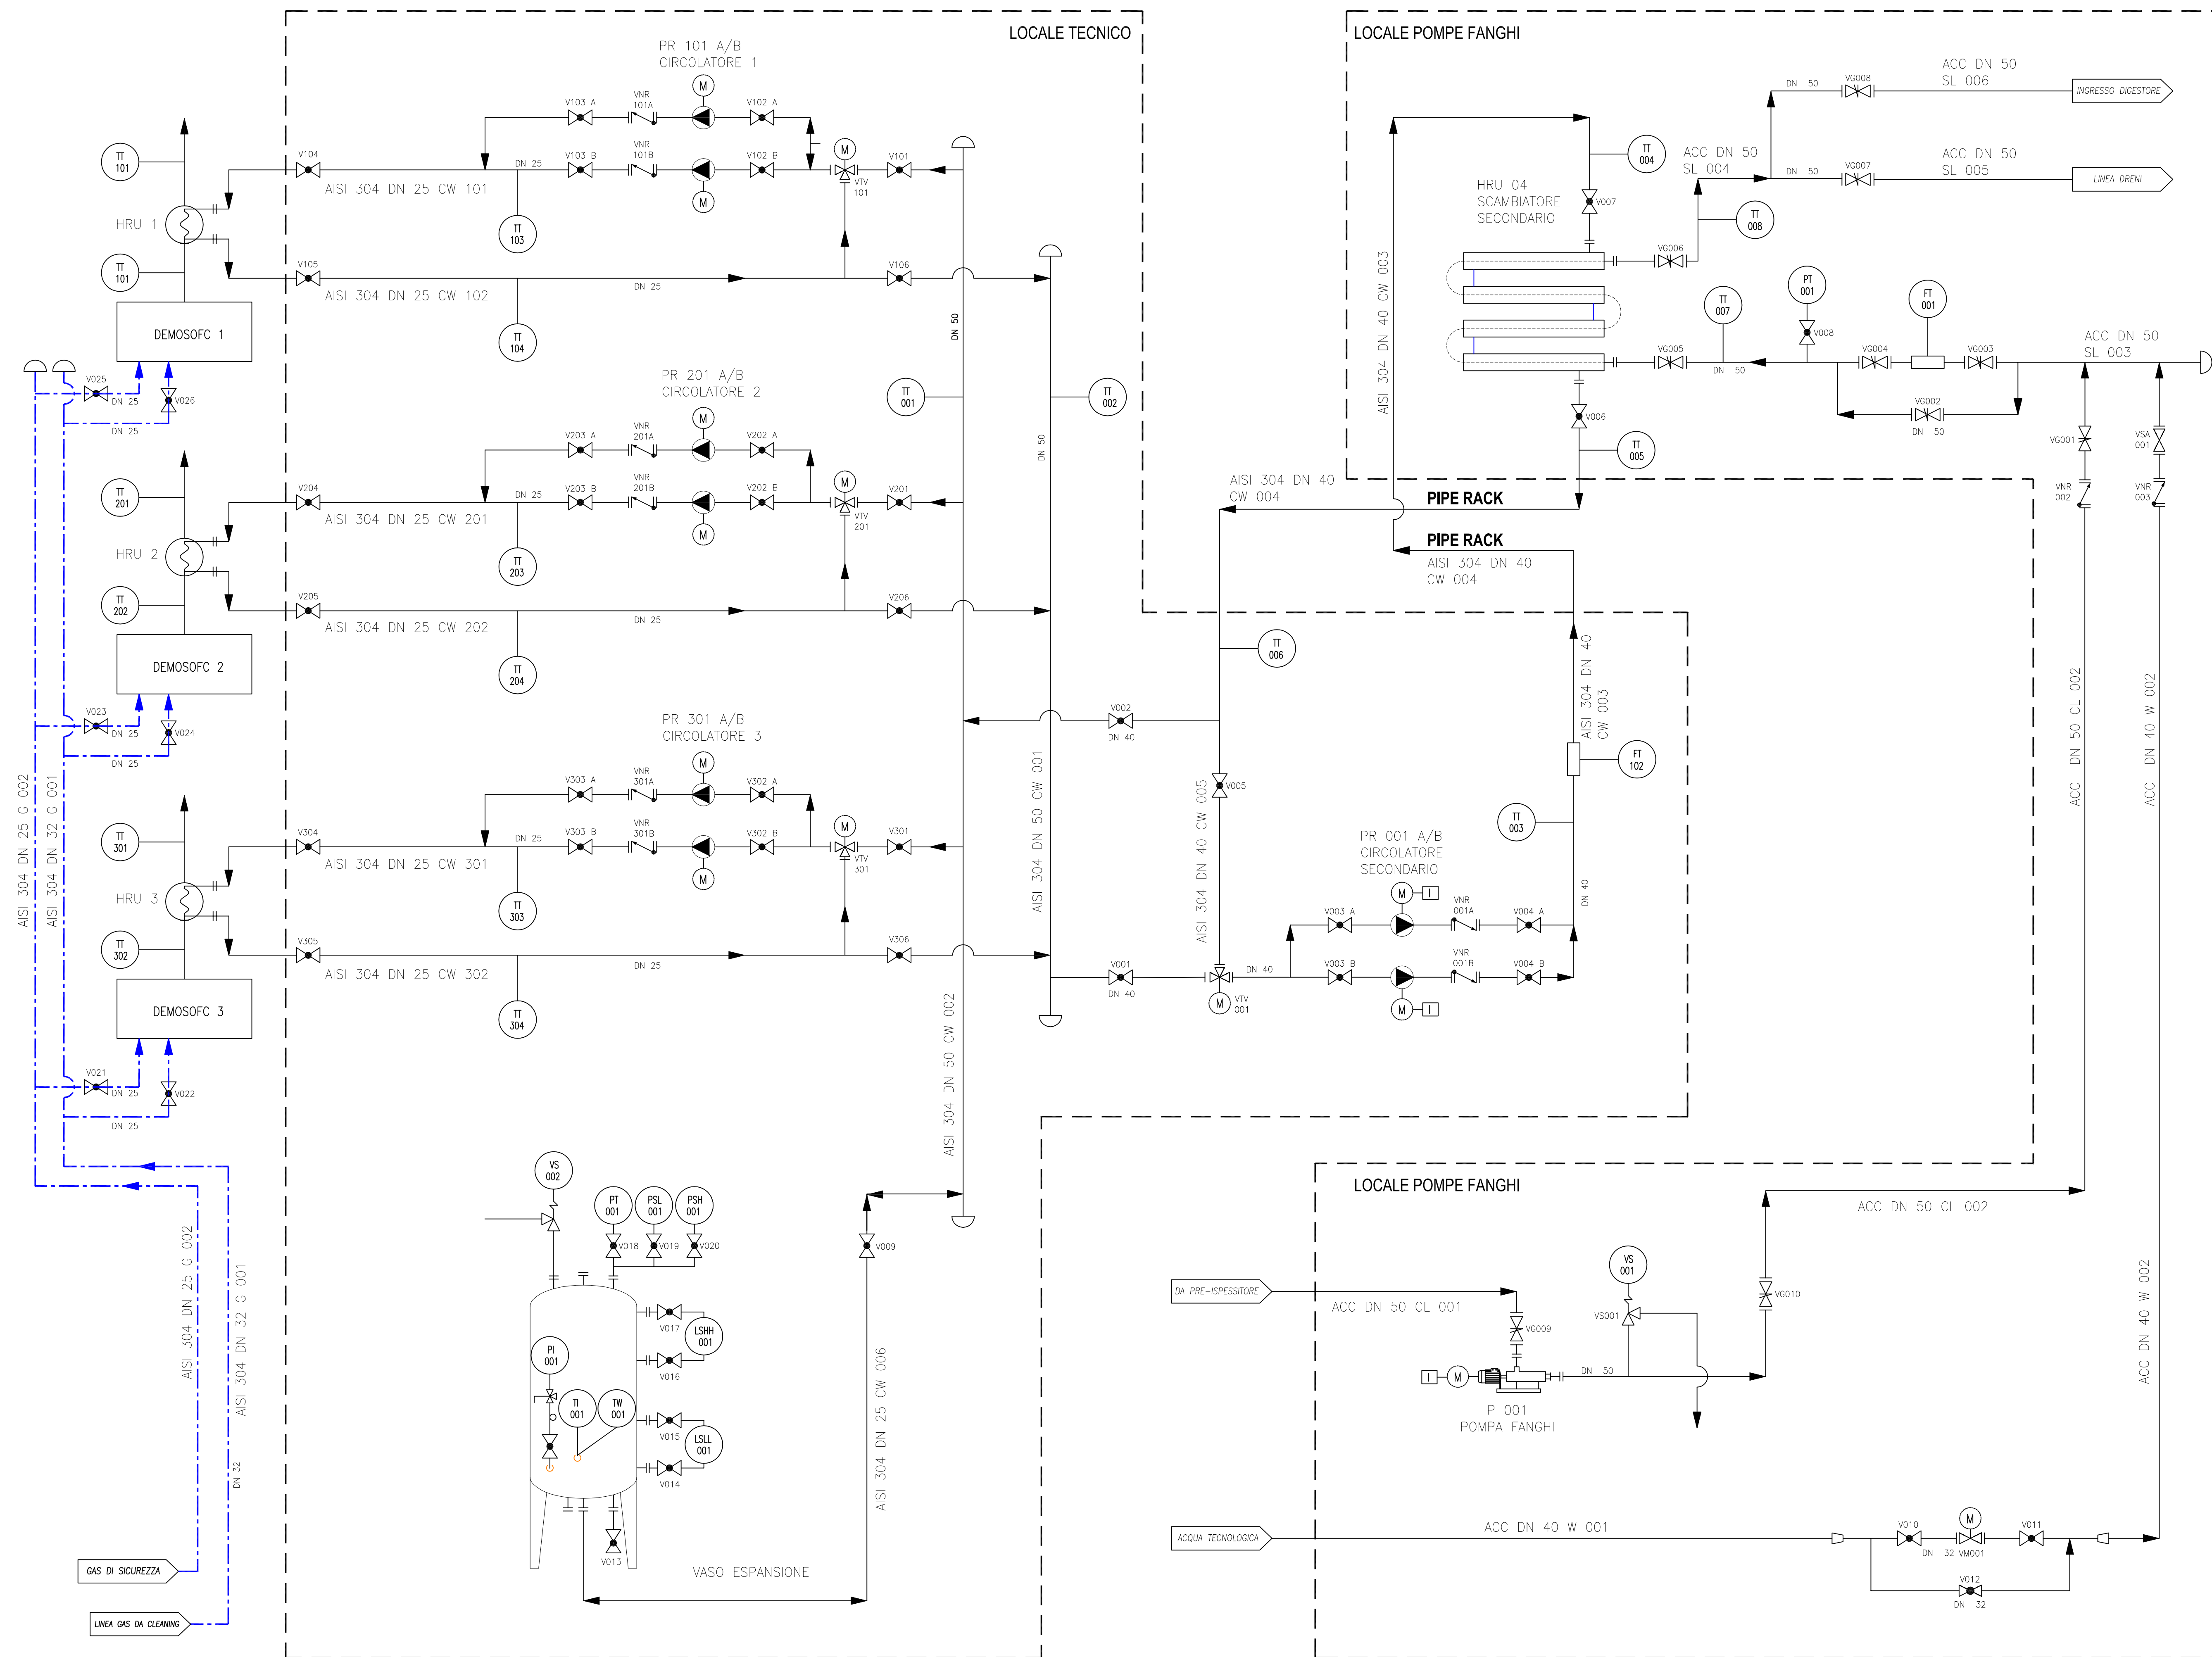 LOCALE TECNICO
LOCALE POMPE FANGHI
PR 101 A/B
CIRCOLATORE 1
M
V103 A
VNR
101A
V102 A
TT
101
V104
AISI 304 DN 25 CW 101
DN 25
V103 B
VNR
101B
V102 B
M
M
VTV
101
V101
HRU 1
TT
103
TT
101
V105
AISI 304 DN 25 CW 102
DN 25
V106
DEMOSOFC 1
TT
104
DN 50
V025
DN 25
V026
DN 25
PR 201 A/B
CIRCOLATORE 2
TT
001
TT
002
M
V203 A
VNR
201A
V202 A
DN 50
TT
201
V204
AISI 304 DN 25 CW 201
DN 25
V203 B
VNR
201B
V202 B
M
M
VTV
201
V201
HRU 2
TT
203
TT
202
V205
AISI 304 DN 25 CW 202
DN 25
V206
DEMOSOFC 2
TT
204
V023
DN 25
V024
DN 25
PR 301 A/B
CIRCOLATORE 3
M
V303 A
VNR
301A
V302 A
TT
301
V304
AISI 304 DN 25 CW 301
DN 25
V303 B
VNR
301B
V302 B
M
M
VTV
301
V301
HRU 3
TT
303
TT
302
V305
AISI 304 DN 25 CW 302
DN 25
V306
DEMOSOFC 3
TT
304
V021
DN 25
V022
DN 25
AISI 304 DN 25 G 002
AISI 304 DN 32 G 001
AISI 304 DN 50 CW 001
AISI 304 DN 50 CW 002
AISI 304 DN 25 G 002
AISI 304 DN 32 G 001
DN 32
GAS DI SICUREZZA
LINEA GAS DA CLEANING
VS
002
PT
001
PSL
001
PSH
001
V018
V019
V020
V009
V017
LSHH
001
V016
PI
001
TI
001
TW
001
V015
LSLL
001
V014
V013
VASO ESPANSIONE
AISI 304 DN 25 CW 006
TT
004
HRU 04
SCAMBIATORE
SECONDARIO
V007
AISI 304 DN 40 CW 003
ACC DN 50
SL 004
DN 50
VG008
ACC DN 50
SL 006
INGRESSO DIGESTORE
DN 50
VG007
ACC DN 50
SL 005
LINEA DRENI
TT
008
VG006
TT
007
PT
001
V008
FT
001
VG005
DN 50
VG004
VG003
ACC DN 50
SL 003
VG002
DN 50
V006
TT
005
VG001
VSA
001
VNR
002
VNR
003
AISI 304 DN 40
CW 004
PIPE RACK
PIPE RACK
AISI 304 DN 40
CW 004
TT
006
V002
DN 40
AISI 304 DN 40
CW 003
V005
AISI 304 DN 40 CW 005
FT
102
TT
003
PR 001 A/B
CIRCOLATORE
SECONDARIO
M
I
DN 40
V003 A
VNR
001A
V004 A
V001
DN 40
DN 40
M
VTV
001
V003 B
VNR
001B
V004 B
M
I
ACC DN 50 CL 002
ACC DN 40 W 002
LOCALE POMPE FANGHI
ACC DN 50 CL 002
DA PRE-ISPESSITORE
ACC DN 50 CL 001
VG009
VS
001
VS001
VG010
I
M
DN 50
P 001
POMPA FANGHI
ACC DN 40 W 002
ACQUA TECNOLOGICA
ACC DN 40 W 001
V010
M
V011
DN 32
VM001
V012
DN 32